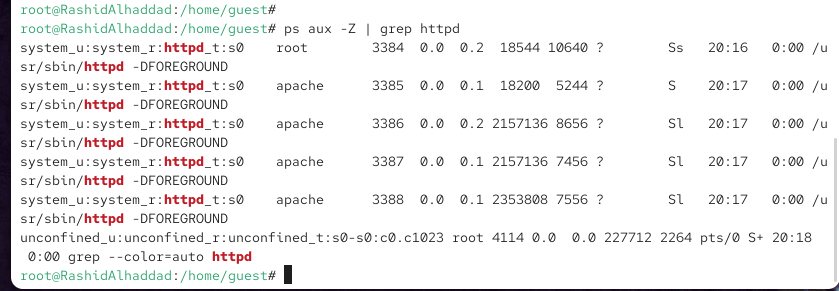 root@RashidAlhaddad:/home/guest#
root@RashidAlhaddad:/home/guest# ps aux -Z | grep httpd
system_u:system_r:httpd_t:s0    root        3384  0.0  0.2  18544 10640 ?        Ss   20:16   0:00 /u
sr/sbin/httpd -DFOREGROUND
system_u:system_r:httpd_t:s0    apache      3385  0.0  0.1  18200  5244 ?        S    20:17   0:00 /u
sr/sbin/httpd -DFOREGROUND
system_u:system_r:httpd_t:s0    apache      3386  0.0  0.2 2157136 8656 ?        Sl   20:17   0:00 /u
sr/sbin/httpd -DFOREGROUND
system_u:system_r:httpd_t:s0    apache      3387  0.0  0.1 2157136 7456 ?        Sl   20:17   0:00 /u
sr/sbin/httpd -DFOREGROUND
system_u:system_r:httpd_t:s0    apache      3388  0.0  0.1 2353808 7556 ?        Sl   20:17   0:00 /u
sr/sbin/httpd -DFOREGROUND
unconfined_u:unconfined_r:unconfined_t:s0-s0:c0.c1023 root 4114 0.0  0.0 227712 2264 pts/0 S+ 20:18
 0:00 grep --color=auto httpd
root@RashidAlhaddad:/home/guest#